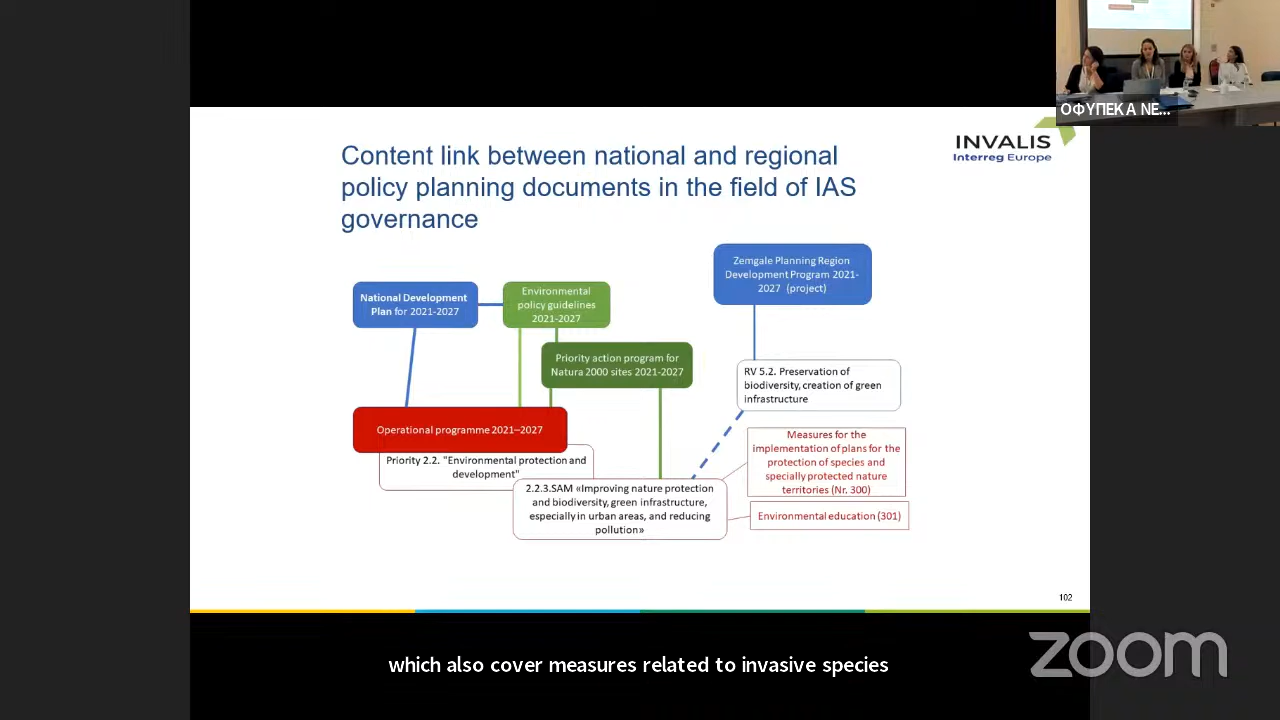 ΟΦΥΠΕΚΑ NE...
INVALIS
Interreg Europe
Content link between national and regional
policy planning documents in the field of IAS
governance
Zemgale Planning Region
Development Program 2021-
2027 (project)
National Development
Plan for 2021-2027
Environmental
policy guidelines
2021-2027
Priority action program for
Natura 2000 sites 2021-2027
RV 5.2. Preservation of
biodiversity, creation of green
infrastructure
Operational programme 2021–2027
Priority 2.2. "Environmental protection and
development"
Measures for the
implementation of plans for the
protection of species and
specially protected nature
territories (Nr. 300)
2.2.3.SAM «Improving nature protection
and biodiversity, green infrastructure,
especially in urban areas, and reducing
pollution»
Environmental education (301)
102
which also cover measures related to invasive species
zoom